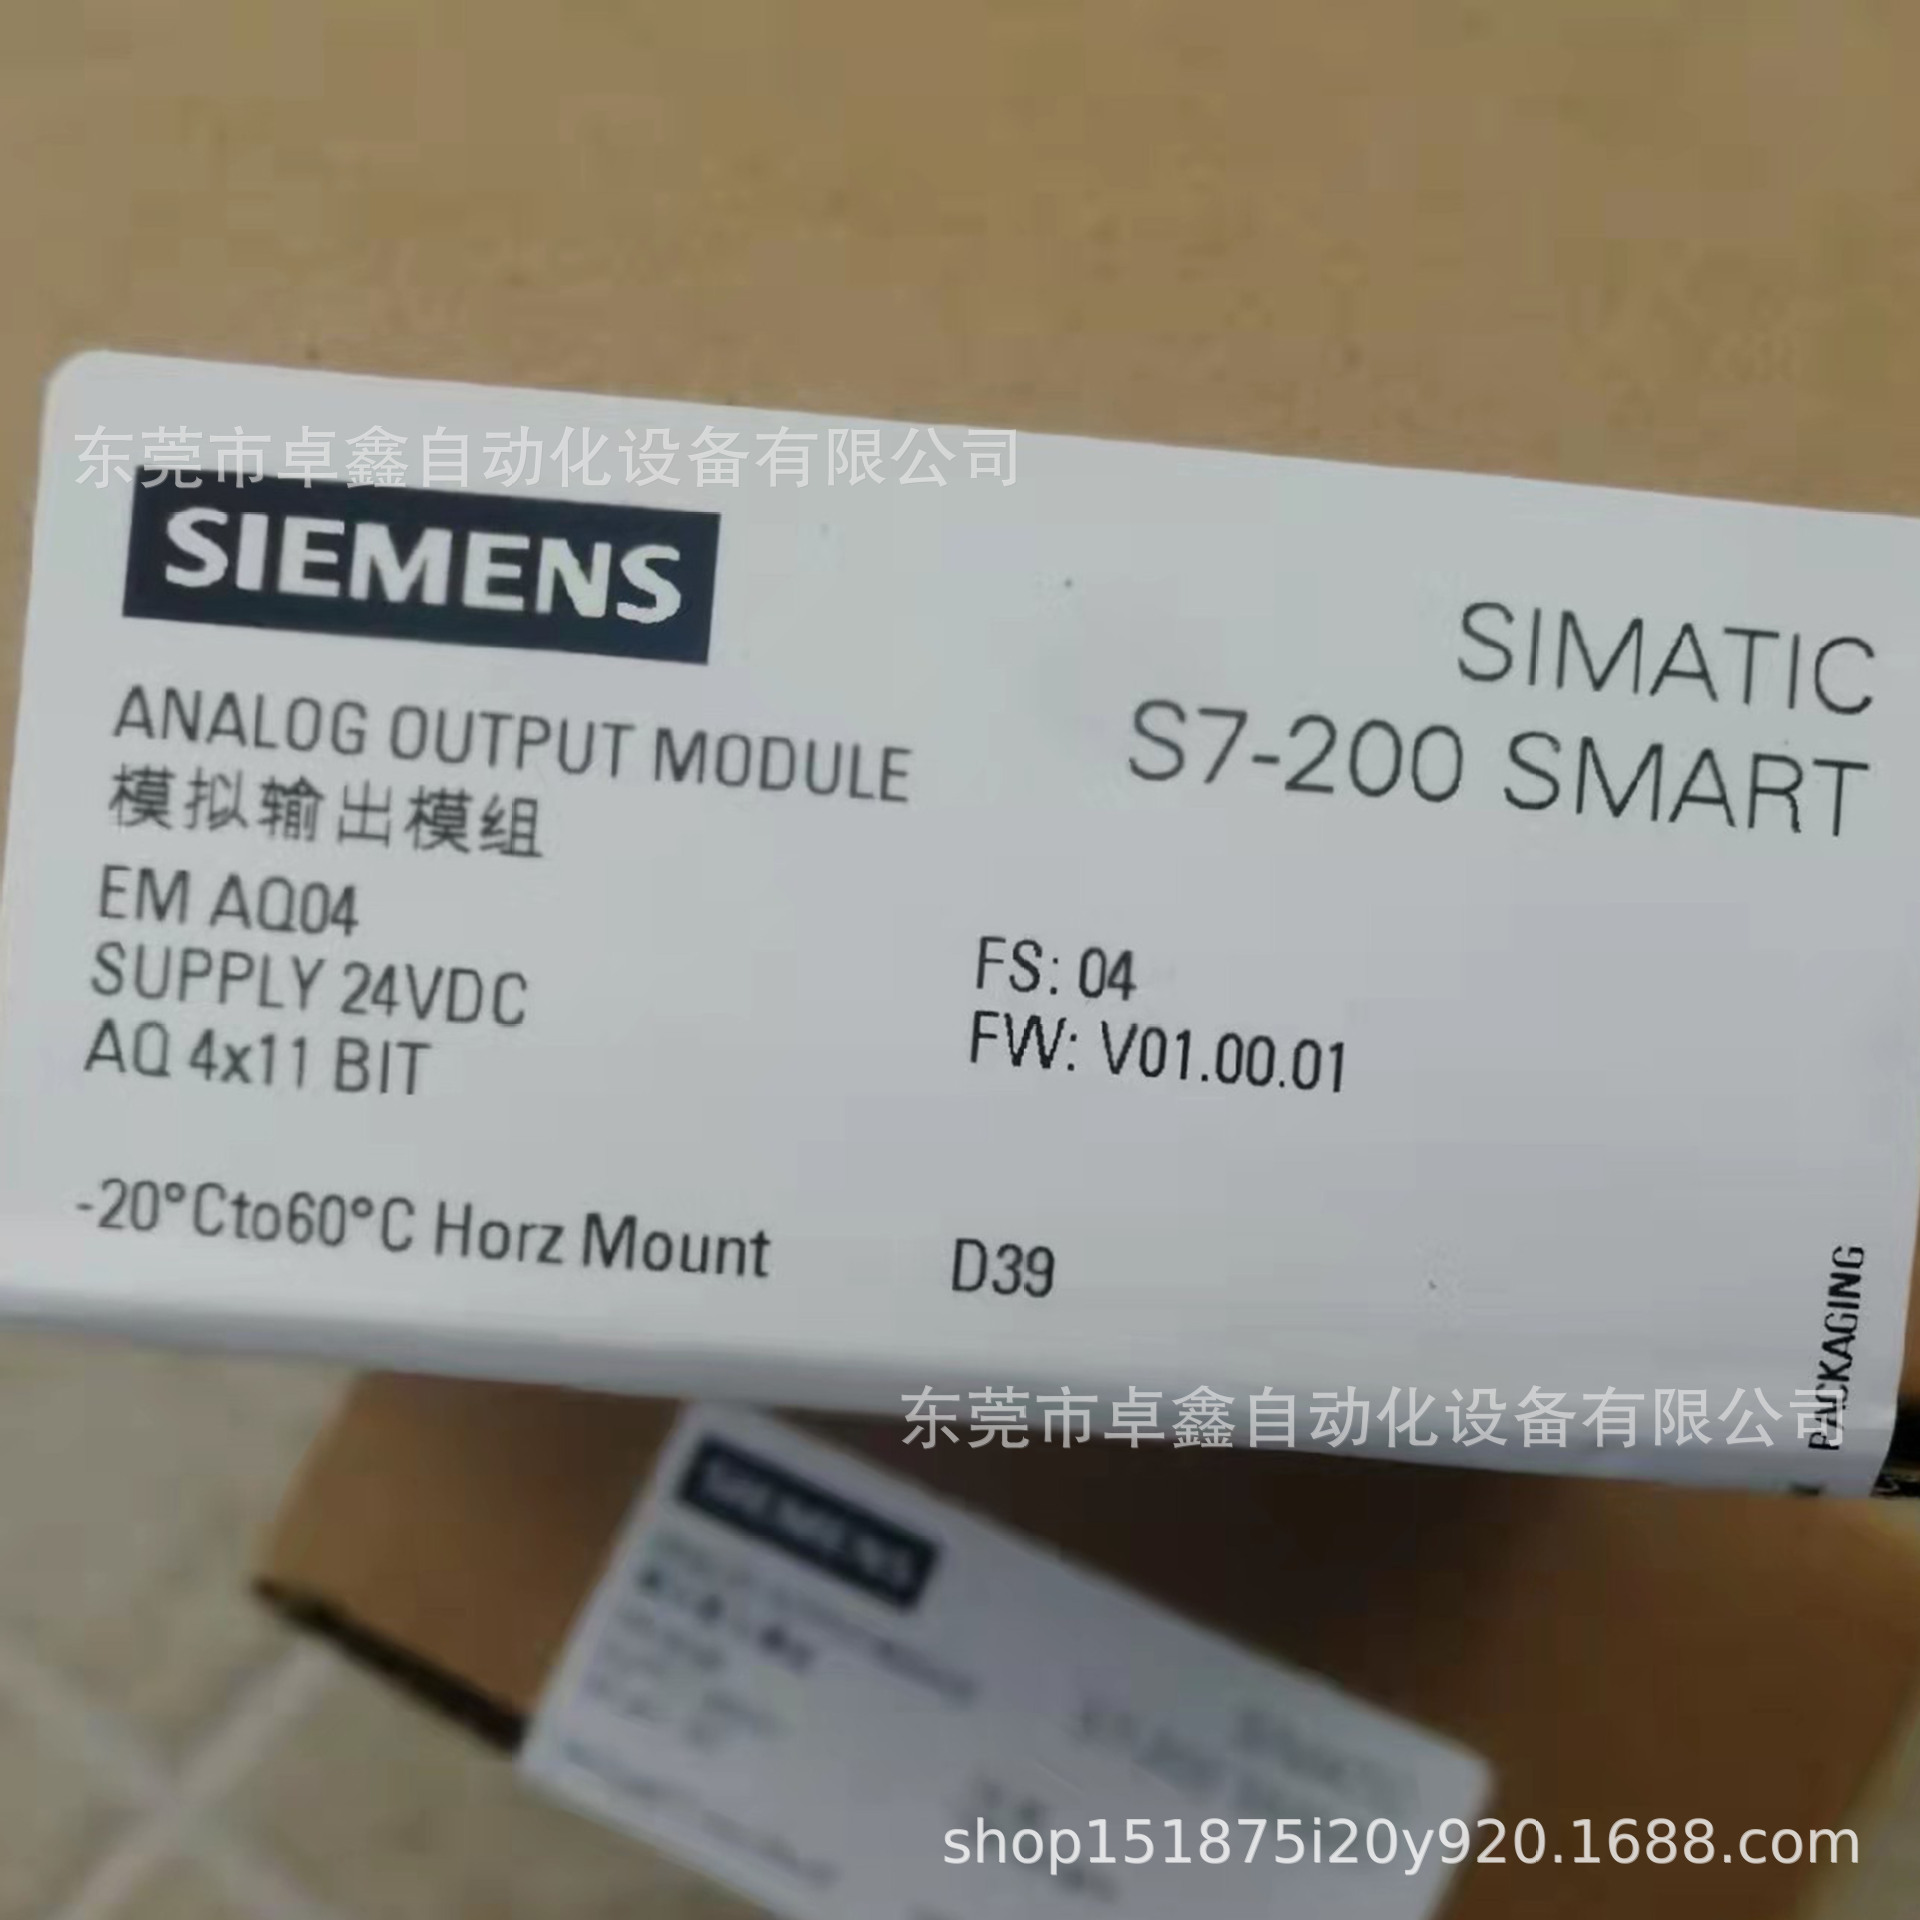 东莞市卓鑫自动化设备有限公司
SIEMENS
SIMATIC
S7-200 SMART
ANALOG OUTPUT MODULE
模拟输出模组
EM AQ04
SUPPLY 24VDC
AQ 4x11 BIT
FS: 04
FW: V01.00.01
-20°Cto60°C Horz Mount
D39
PACKAGING
东莞市卓鑫自动化设备有限公司
SIEMENS
shop151875i20y920.1688.com